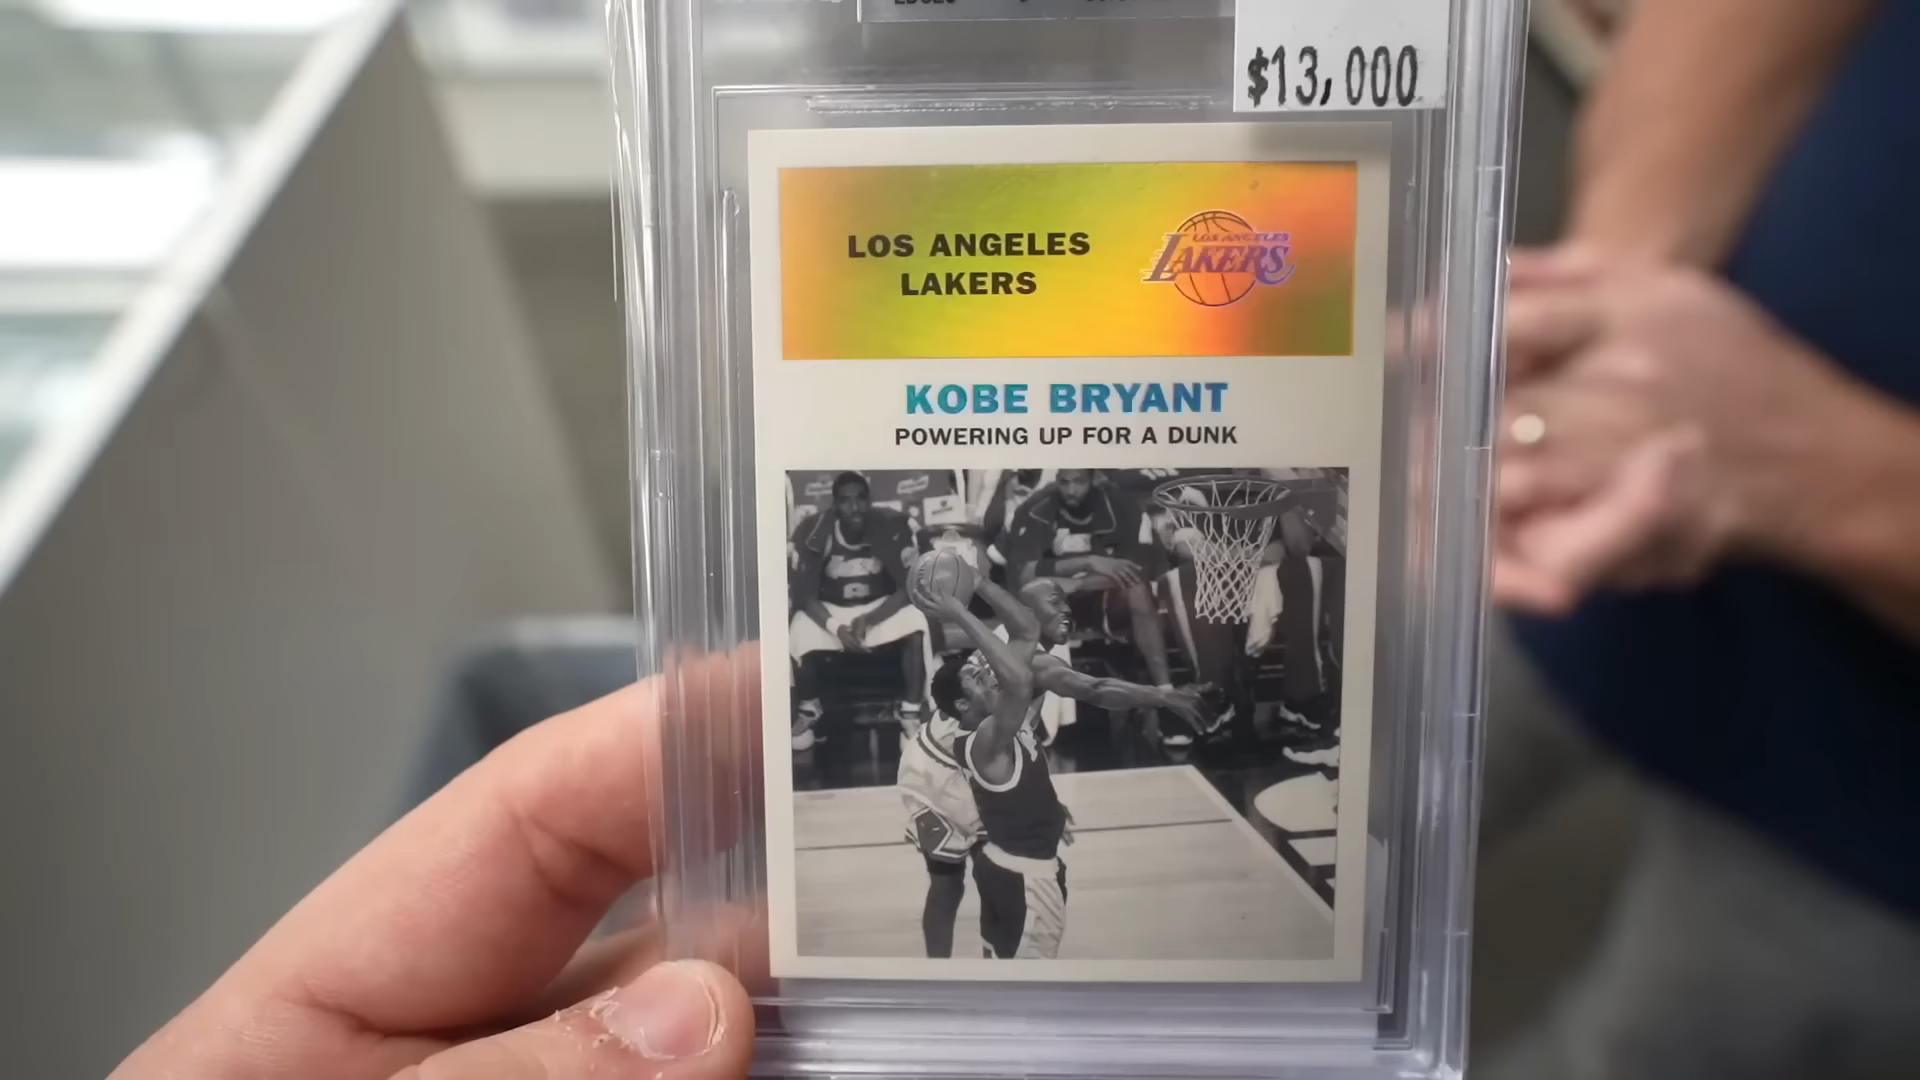 $13,000
LOS ANGELES
LAKERS
LOS ANGELES
LAKERS
KOBE BRYANT
POWERING UP FOR A DUNK